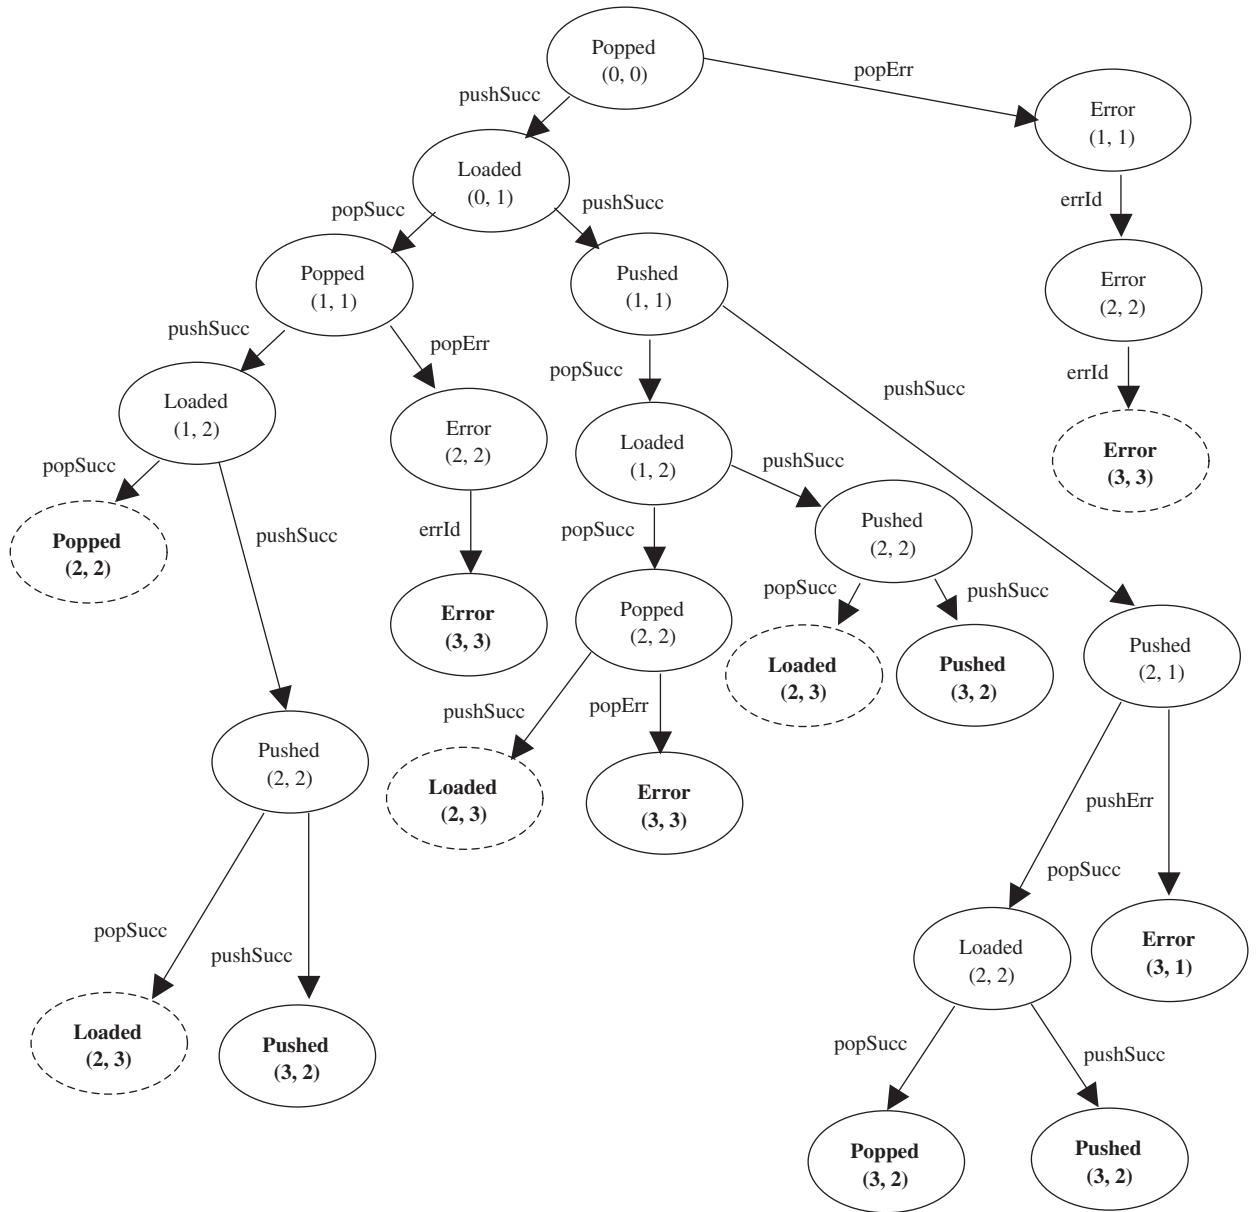 Popped
(0, 0)
popErr
pushSucc
Error
(1, 1)
Loaded
(0, 1)
popSucc
pushSucc
errId
Popped
(1, 1)
Pushed
(1, 1)
Error
(2, 2)
pushSucc
popErr
popSucc
pushSucc
errId
Loaded
(1, 2)
Error
(2, 2)
Loaded
(1, 2)
Error
(3, 3)
popSucc
pushSucc
pushSucc
errId
popSucc
Pushed
(2, 2)
Popped
(2, 2)
popSucc
pushSucc
Error
(3, 3)
Popped
(2, 2)
Loaded
(2, 3)
Pushed
(3, 2)
Pushed
(2, 1)
pushSucc
popErr
Pushed
(2, 2)
Loaded
(2, 3)
Error
(3, 3)
pushErr
popSucc
popSucc
pushSucc
Loaded
(2, 2)
Error
(3, 1)
Loaded
(2, 3)
Pushed
(3, 2)
popSucc
pushSucc
Popped
(3, 2)
Pushed
(3, 2)